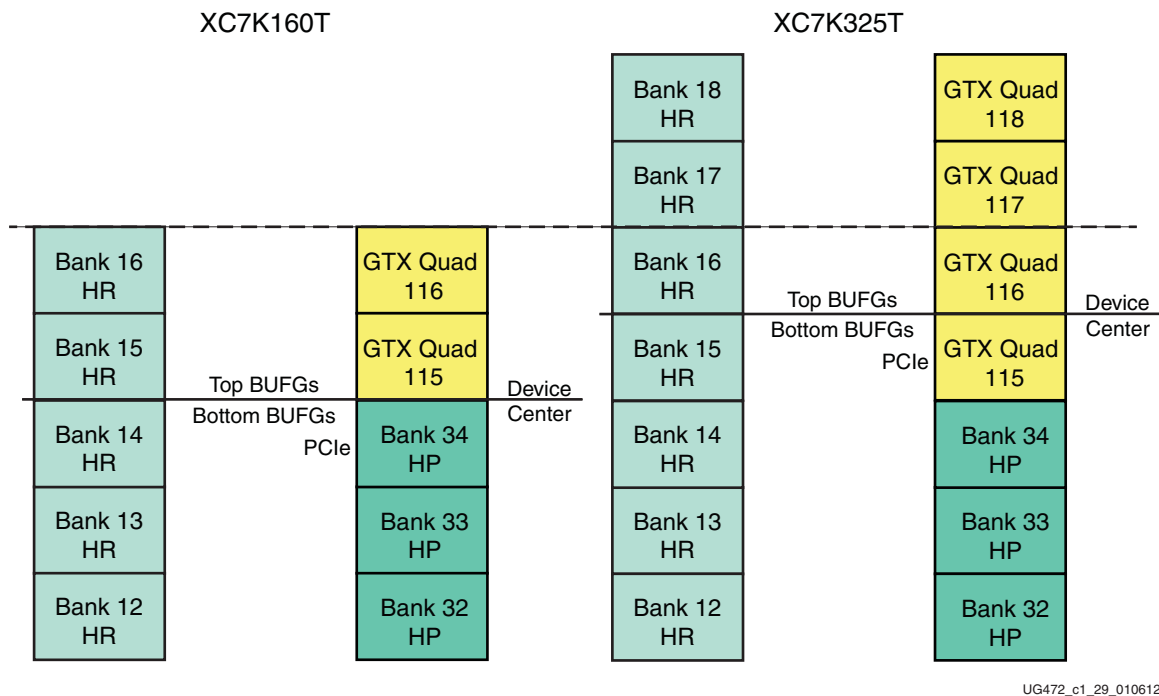 XC7K160T
XC7K325T
Bank 16
HR
Bank 15
HR
Bank 14
HR
Bank 13
HR
Bank 12
HR
Top BUFGs
Bottom BUFGs
PCIe
GTX Quad
116
GTX Quad
115
Bank 34
HP
Bank 33
HP
Bank 32
HP
Device
Center
Bank 18
HR
Bank 17
HR
Bank 16
HR
Bank 15
HR
Bank 14
HR
Bank 13
HR
Bank 12
HR
Top BUFGs
Bottom BUFGs
PCIe
GTX Quad
118
GTX Quad
117
GTX Quad
116
GTX Quad
115
Bank 34
HP
Bank 33
HP
Bank 32
HP
Device
Center
UG472_c1_29_010612